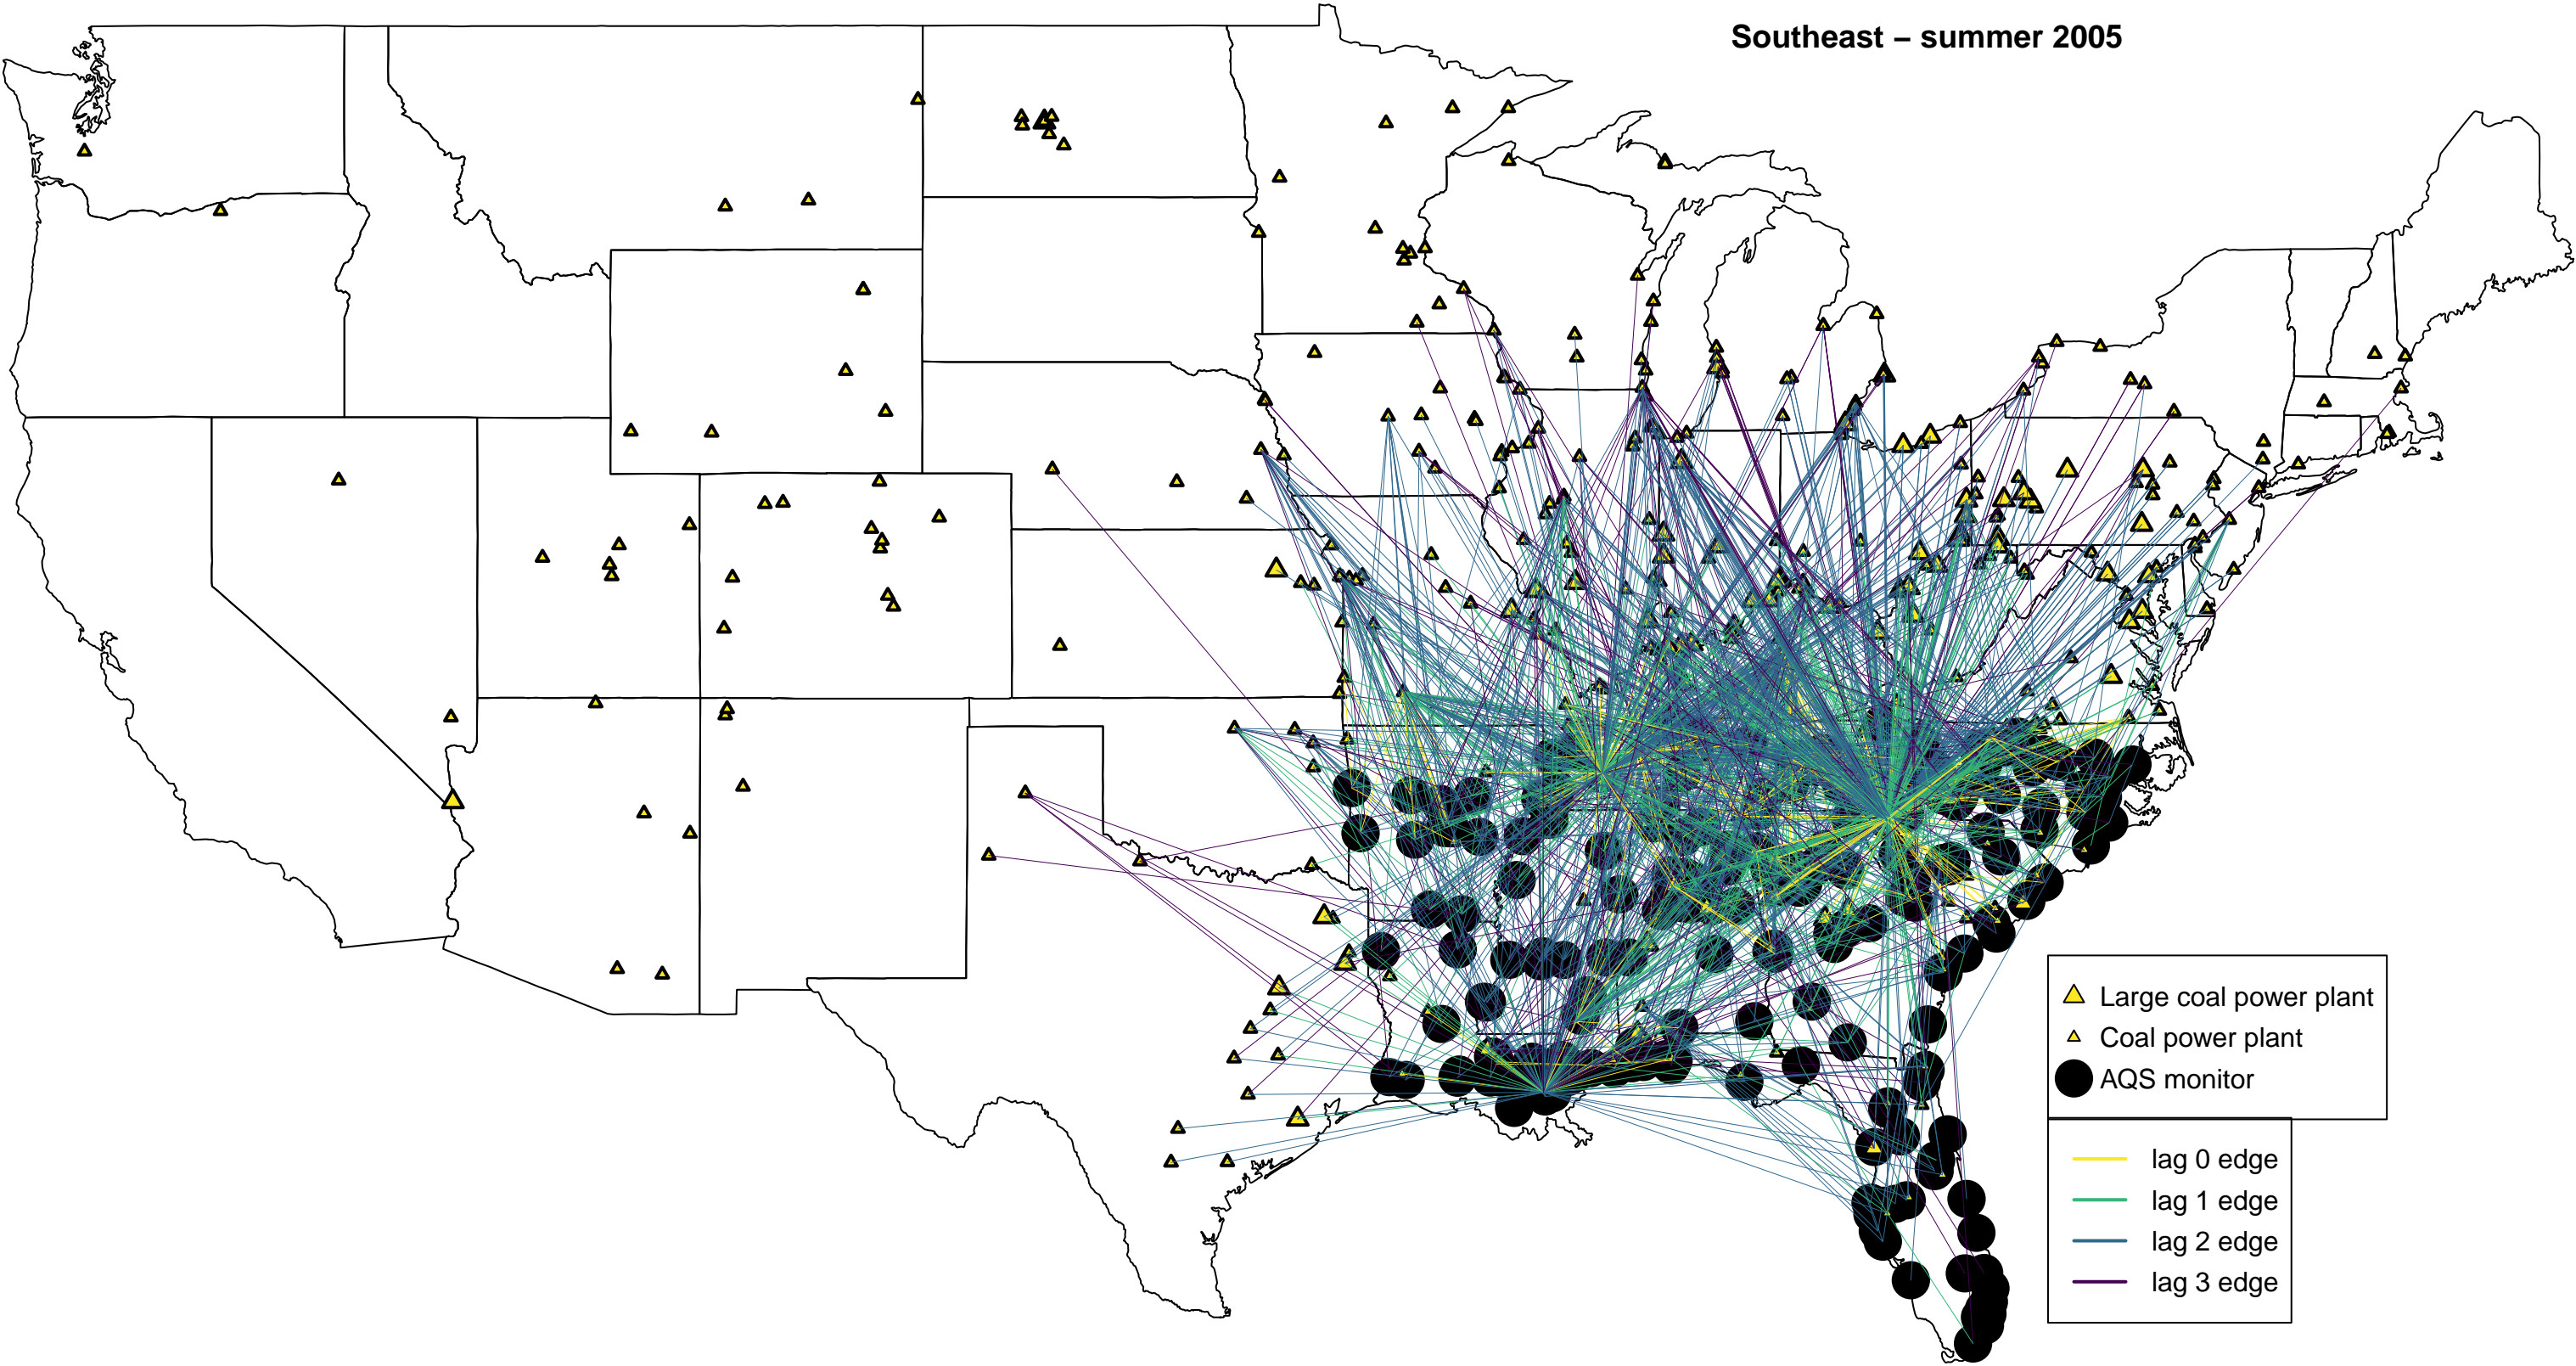 Southeast – summer 2005
Large coal power plant
Coal power plant
AQS monitor
lag 0 edge
lag 1 edge
lag 2 edge
lag 3 edge